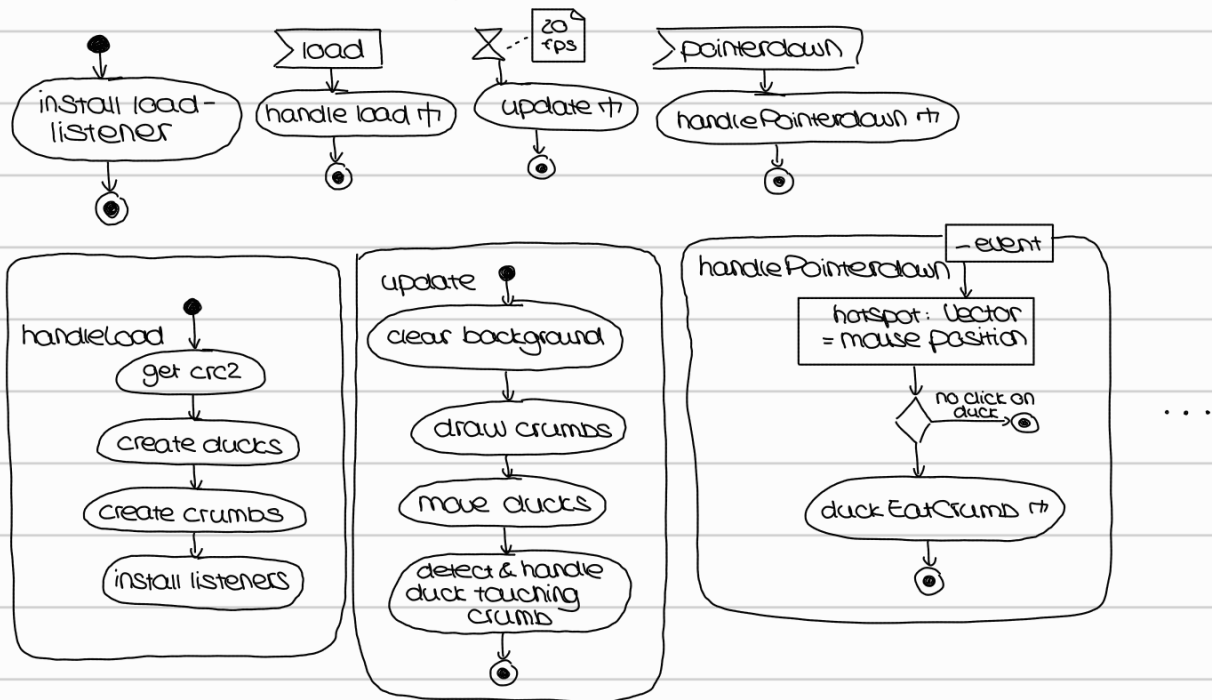 load
20
fps
pointerdown
install load-
listener
handle load
update
handlePointerdown
- event
handlePointerdown
update
hotspot: Vector
= mouse position
handleLoad
clear background
get crc2
no click on
duck
draw crumbs
create ducks
move ducks
create crumbs
duckEatCrumb
detect & handle
duck touching
crumb
install listeners
...